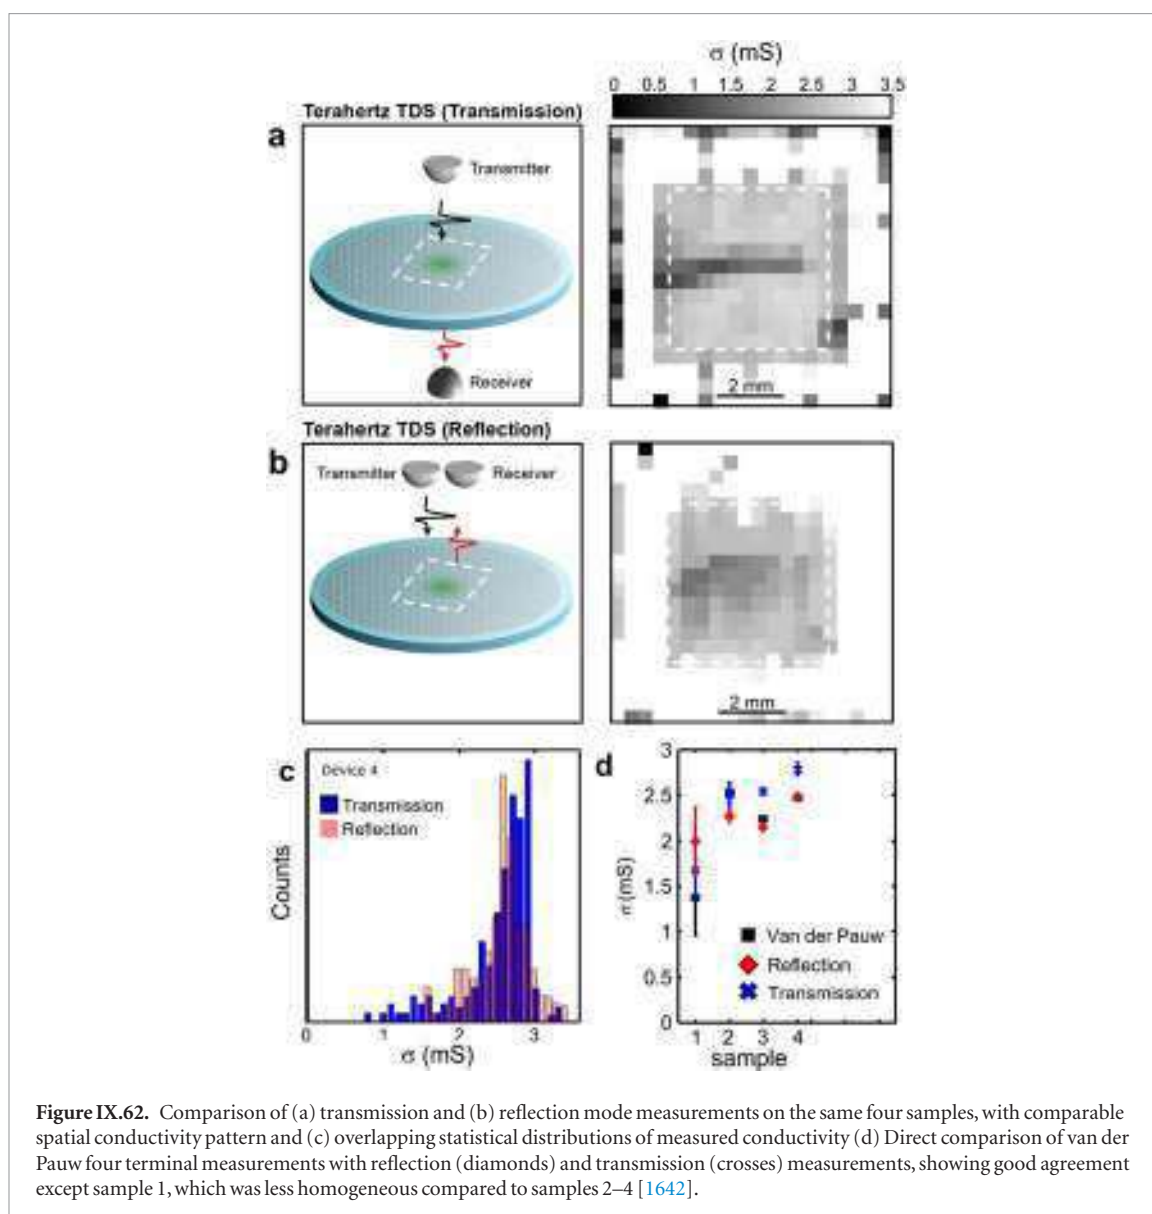 σ (mS)
0 0.5 1 1.5 2 2.5 3 3.5
Terahertz TDS (Transmission)
a
Transmitter
Receiver
2 mm
Terahertz TDS (Reflection)
b
Transmitter Receiver
2 mm
c
Device 4
Transmission
Reflection
Counts
0 1 2 3
σ (mS)
d
3
2.5
2
1.5
1
0.5
0
σ (mS)
Van der Pauw
Reflection
Transmission
1 2 3 4
sample
Figure IX.62. Comparison of (a) transmission and (b) reflection mode measurements on the same four samples, with comparable
spatial conductivity pattern and (c) overlapping statistical distributions of measured conductivity (d) Direct comparison of van der
Pauw four terminal measurements with reflection (diamonds) and transmission (crosses) measurements, showing good agreement
except sample 1, which was less homogeneous compared to samples 2–4 [1642].